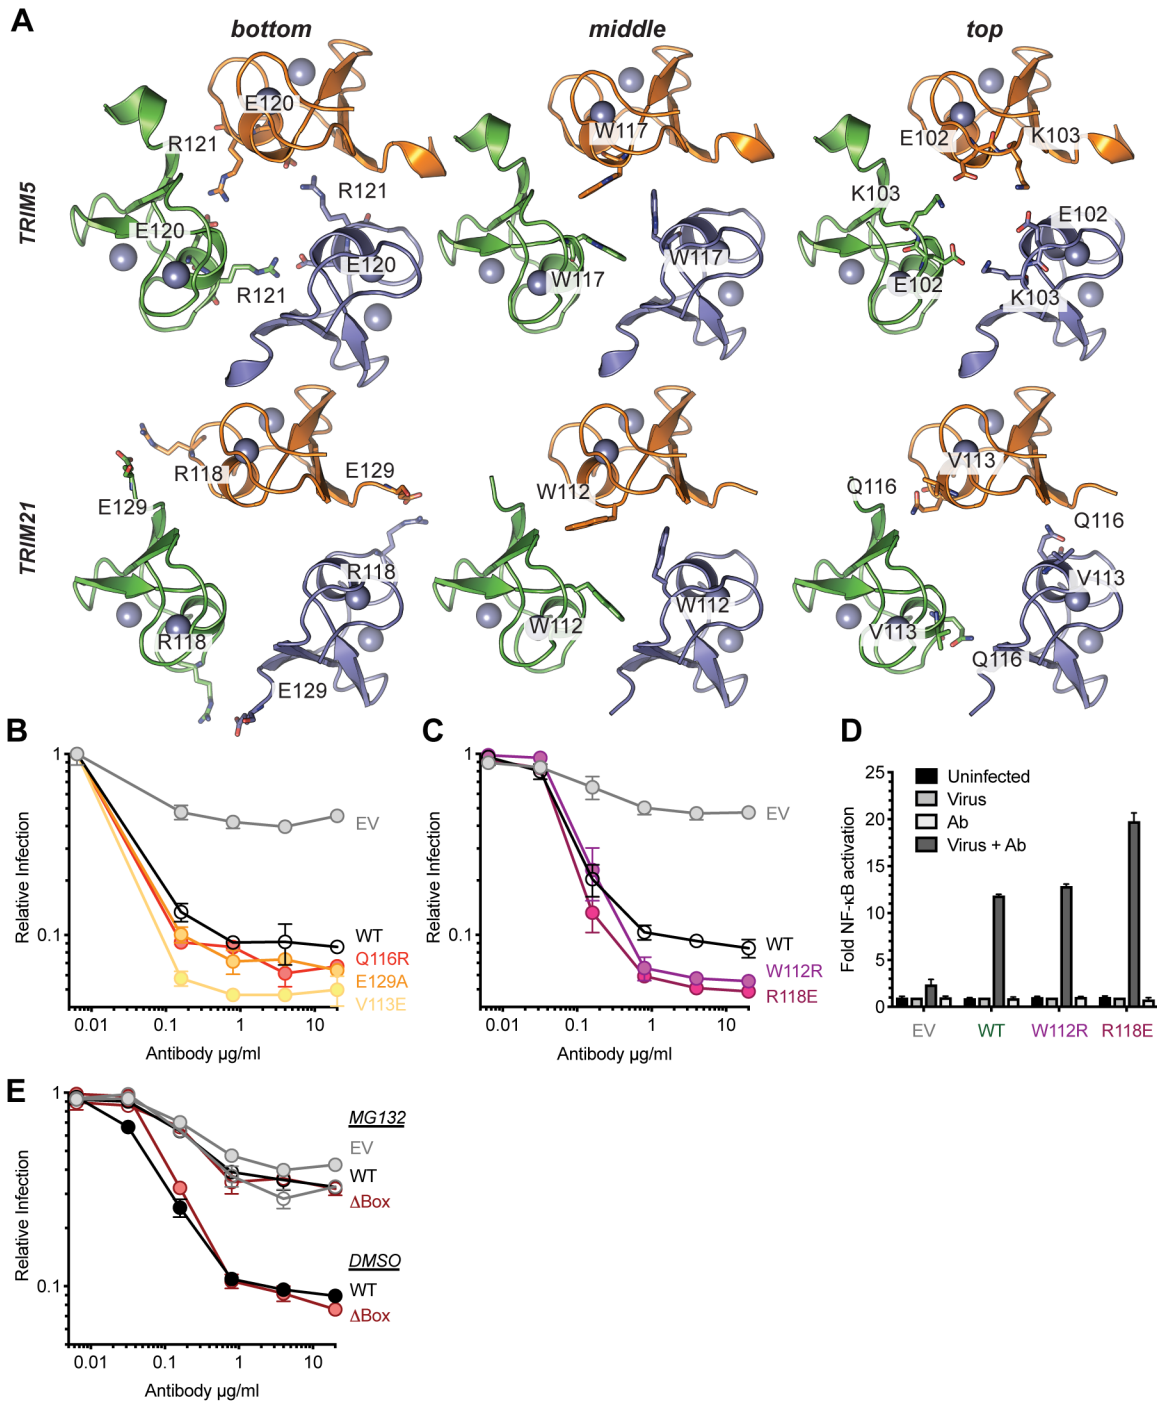 A
bottom
middle
top
TRIM5
E120
R121
R121
E120
E120
R121
W117
W117
W117
E102
K103
K103
E102
E102
K103
TRIM21
R118
E129
E129
R118
R118
E129
W112
W112
W112
V113
Q116
Q116
V113
V113
Q116
B
Relative Infection
1
0.1
EV
WT
Q116R
E129A
V113E
0.01
0.1
1
10
Antibody µg/ml
C
Relative Infection
1
0.1
EV
WT
W112R
R118E
0.01
0.1
1
10
Antibody µg/ml
D
Fold NF-κB activation
25
20
15
10
5
0
Uninfected
Virus
Ab
Virus + Ab
EV
WT
W112R
R118E
E
Relative Infection
1
0.1
MG132
EV
WT
ΔBox
DMSO
WT
ΔBox
0.01
0.1
1
10
Antibody µg/ml